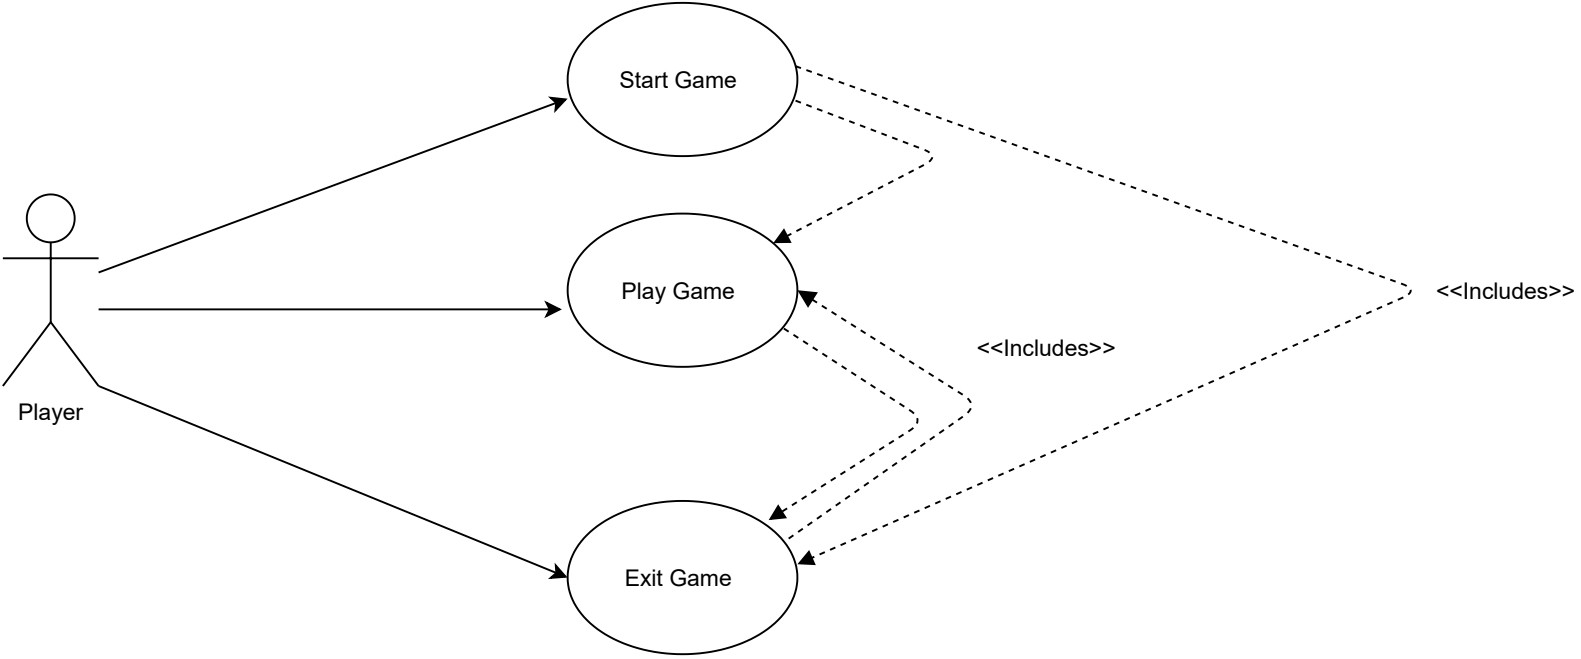 Start Game
Play Game
<<Includes>>
<<Includes>>
Player
Exit Game